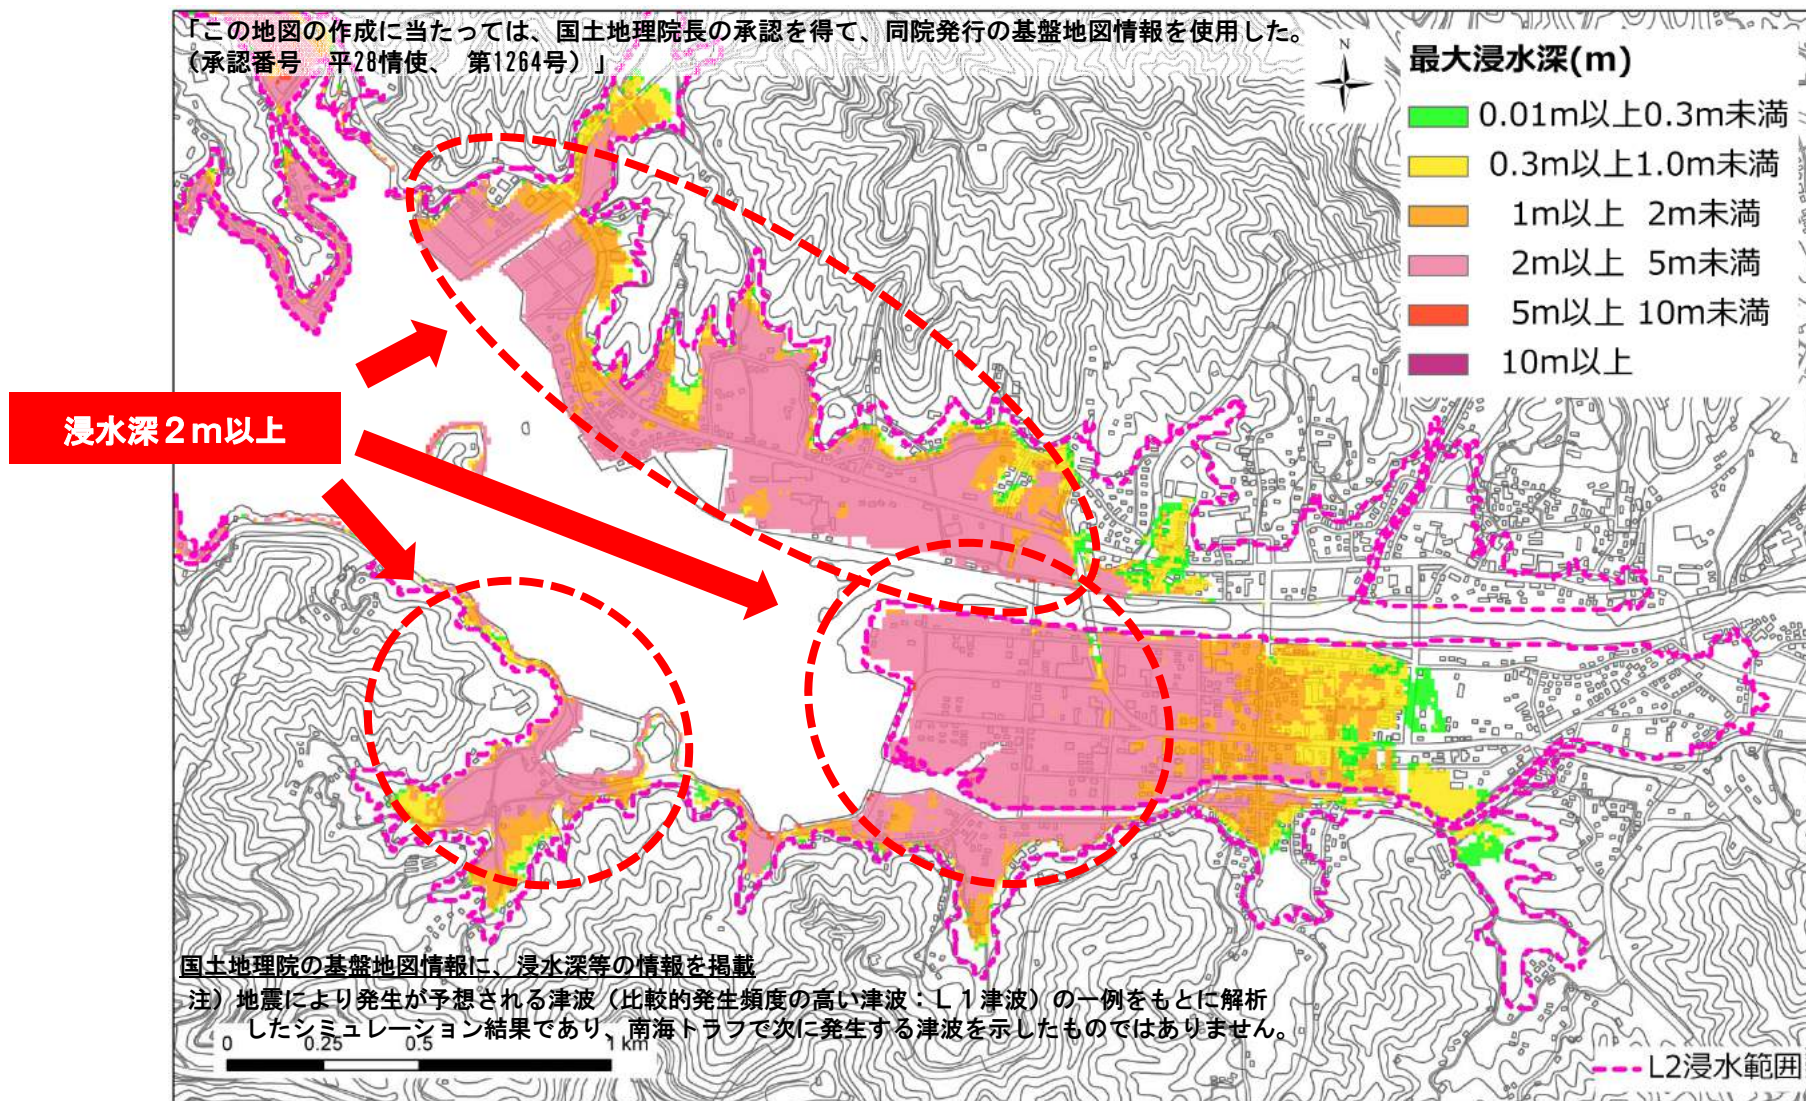 「この地図の作成に当たっては、国土地理院長の承認を得て、同院発行の基盤地図情報を使用した。
(承認番号　平28情使、　第1264号)」
N
最大浸水深(m)
0.01m以上0.3m未満
0.3m以上1.0m未満
1m以上 2m未満
2m以上 5m未満
5m以上 10m未満
10m以上
浸水深２ｍ以上
国土地理院の基盤地図情報に、浸水深等の情報を掲載
注）地震により発生が予想される津波（比較的発生頻度の高い津波：Ｌ１津波）の一例をもとに解析
したシミュレーション結果であり、南海トラフで次に発生する津波を示したものではありません。
0 0.25 0.5 1 km
L2浸水範囲